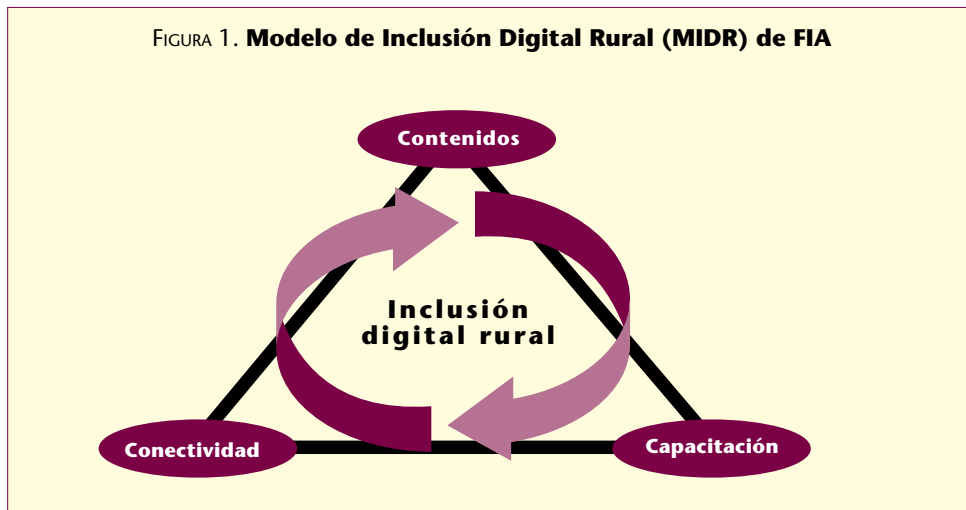 FIGURA 1. Modelo de Inclusión Digital Rural (MIDR) de FIA
Contenidos
Inclusión
digital rural
Conectividad
Capacitación